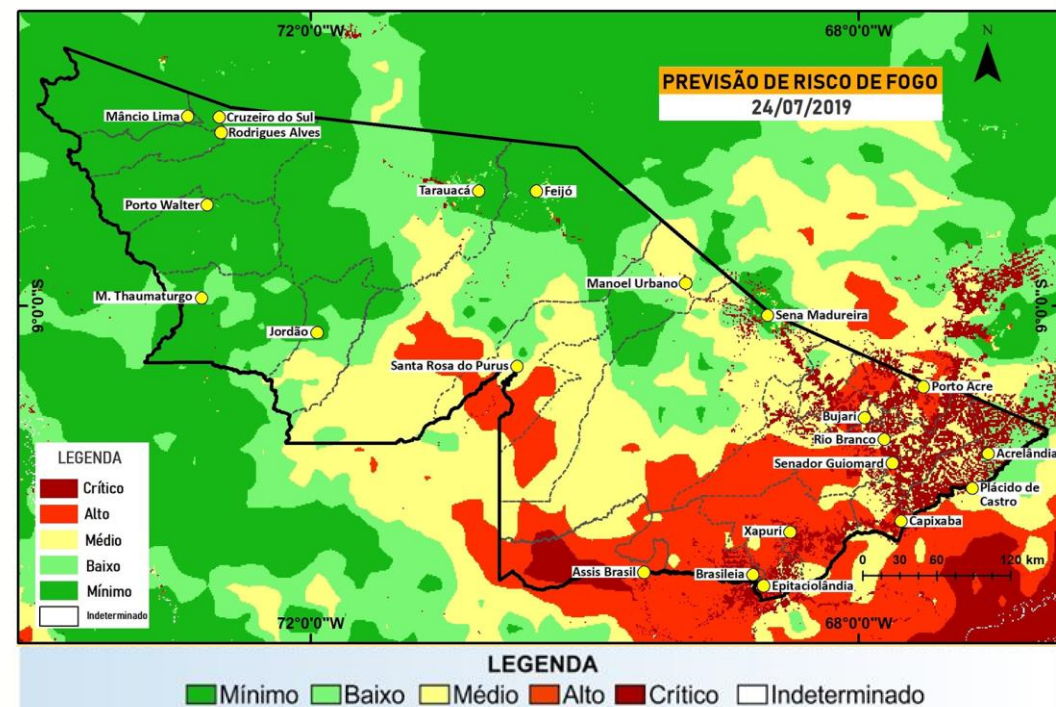 72°0'0"W
68°0'0"W
N
PREVISÃO DE RISCO DE FOGO
24/07/2019
Mâncio Lima
Cruzeiro do Sul
Rodrigues Alves
Tarauacá
Feijó
Porto Walter
Manoel Urbano
M. Thaumaturgo
9°0'0"S
9°0'0"S
Sena Madureira
Jordão
Santa Rosa do Purus
Porto Acre
Bujari
Rio Branco
Acrelândia
Senador Guiomard
Plácido de
Castro
Capixaba
Xapuri
Assis Brasil
Brasileia
Epitaciolândia
0 30 60 120 km
LEGENDA
Crítico
Alto
Médio
Baixo
Mínimo
Indeterminado
72°0'0"W
68°0'0"W
LEGENDA
Mínimo Baixo Médio Alto Crítico Indeterminado